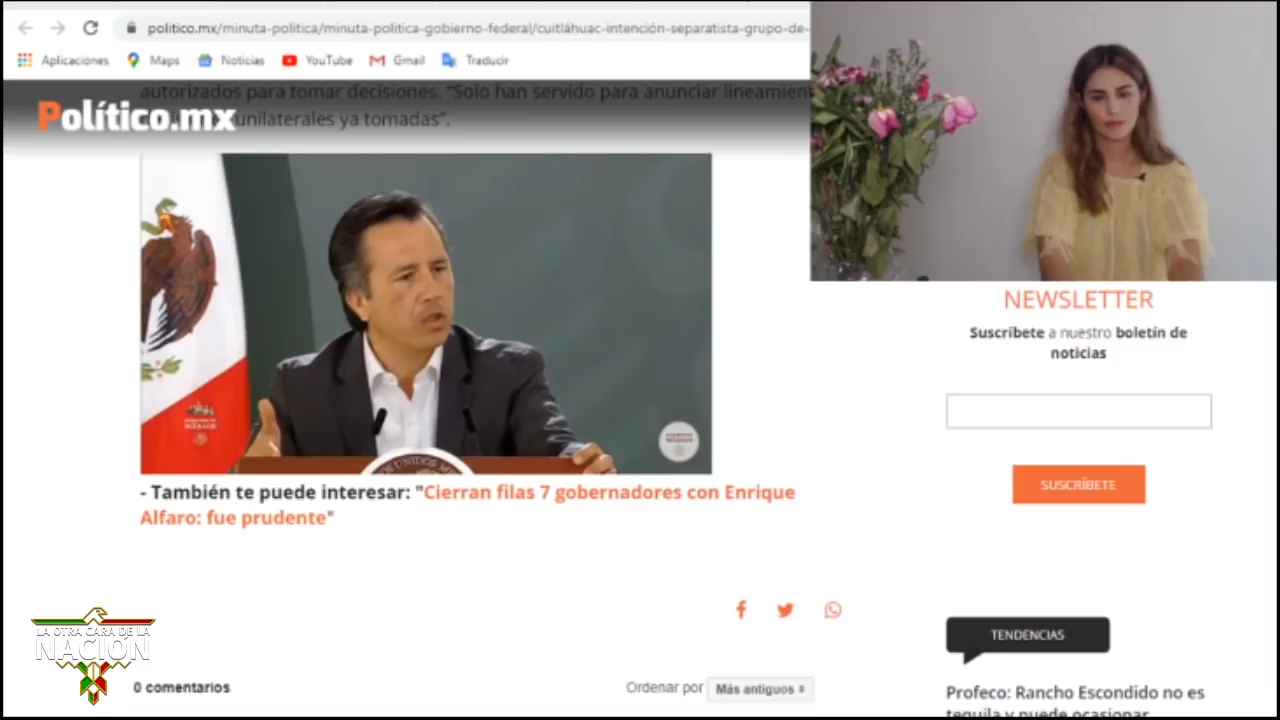 politico.mx/minuta-politica/minuta-politica-gobierno-federal/cuitláhuac-intención-separatista-grupo-de-
Aplicaciones
Maps
Noticias
YouTube
Gmail
Traducir
autorizados para tomar decisiones. "Solo han servido para anunciar lineamien
Político.mx
unilaterales ya tomadas".
MÉXICO
UNIDOS ME
- También te puede interesar: "Cierran filas 7 gobernadores con Enrique
Alfaro: fue prudente"
NEWSLETTER
Suscríbete a nuestro boletín de
noticias
SUSCRÍBETE
LA OTRA CARA DE LA
NACIÓN
0 comentarios
Ordenar por
Más antiguos
TENDENCIAS
Profeco: Rancho Escondido no es
tequila y puede ocasionar